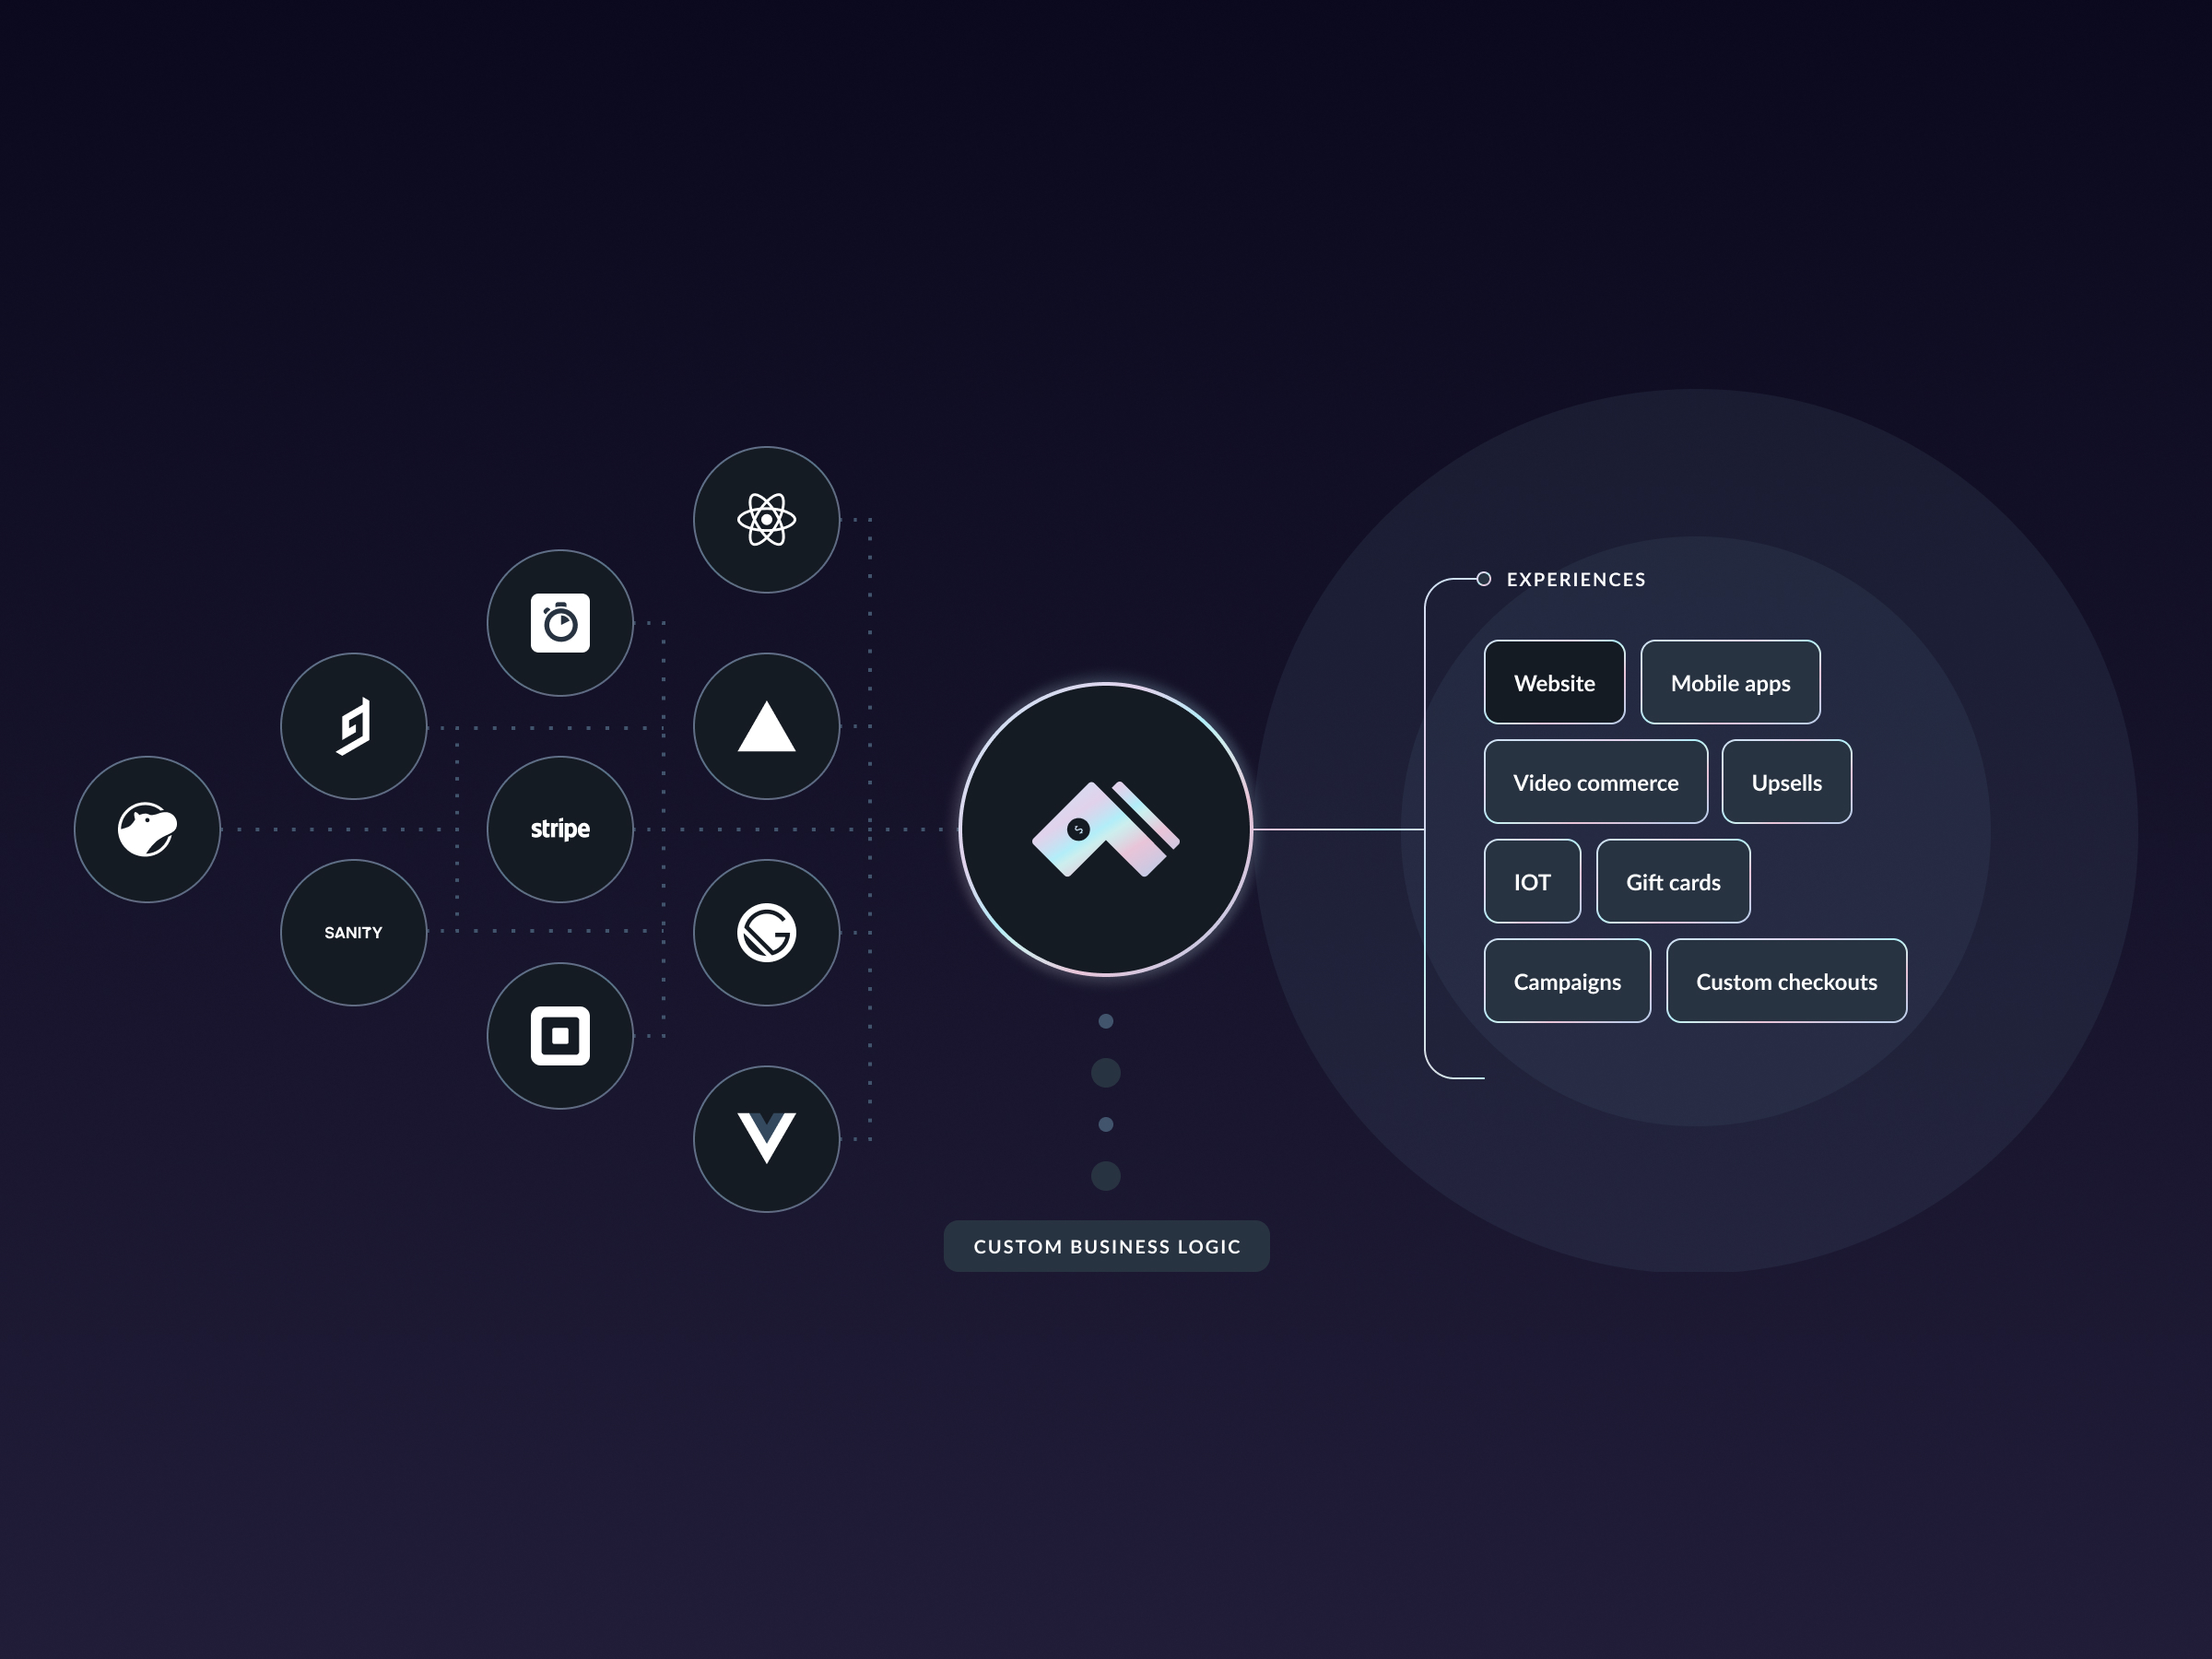 stripe
SANITY
EXPERIENCES
Website
Mobile apps
Video commerce
Upsells
IOT
Gift cards
Campaigns
Custom checkouts
CUSTOM BUSINESS LOGIC